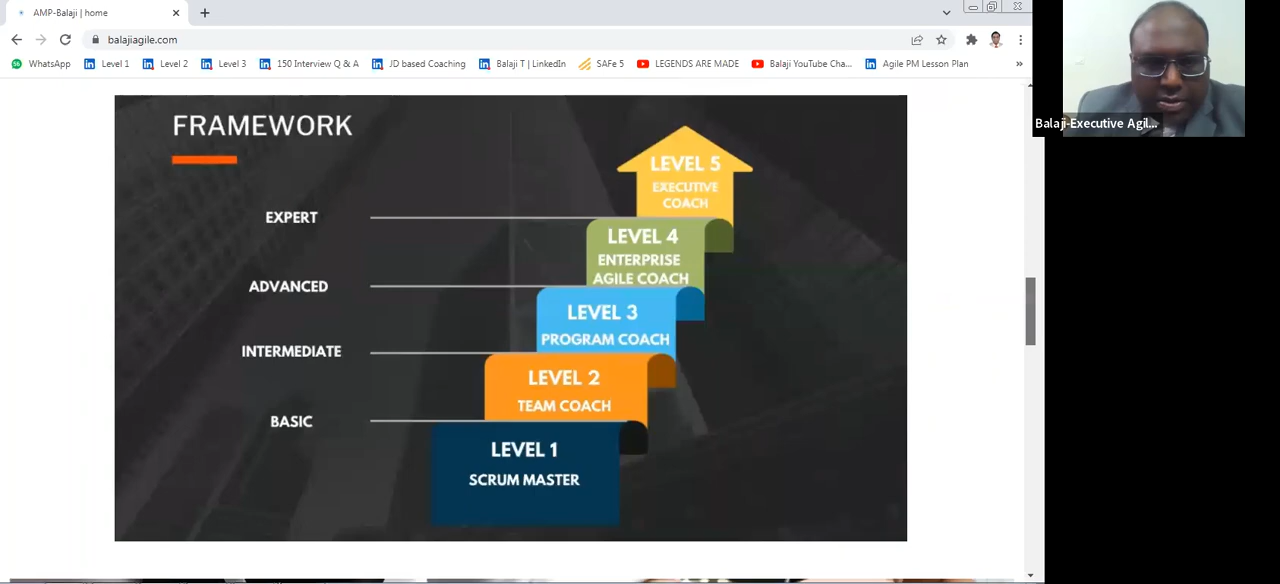 AMP-Balaji | home
balajiagile.com
WhatsApp Level 1 Level 2 Level 3 150 Interview Q & A JD based Coaching Balaji T | LinkedIn SAFe 5 LEGENDS ARE MADE Balaji YouTube Cha... Agile PM Lesson Plan »
Balaji-Executive Agil...
FRAMEWORK
LEVEL 5
EXECUTIVE
COACH
EXPERT
LEVEL 4
ENTERPRISE
AGILE COACH
ADVANCED
LEVEL 3
PROGRAM COACH
INTERMEDIATE
LEVEL 2
TEAM COACH
BASIC
LEVEL 1
SCRUM MASTER